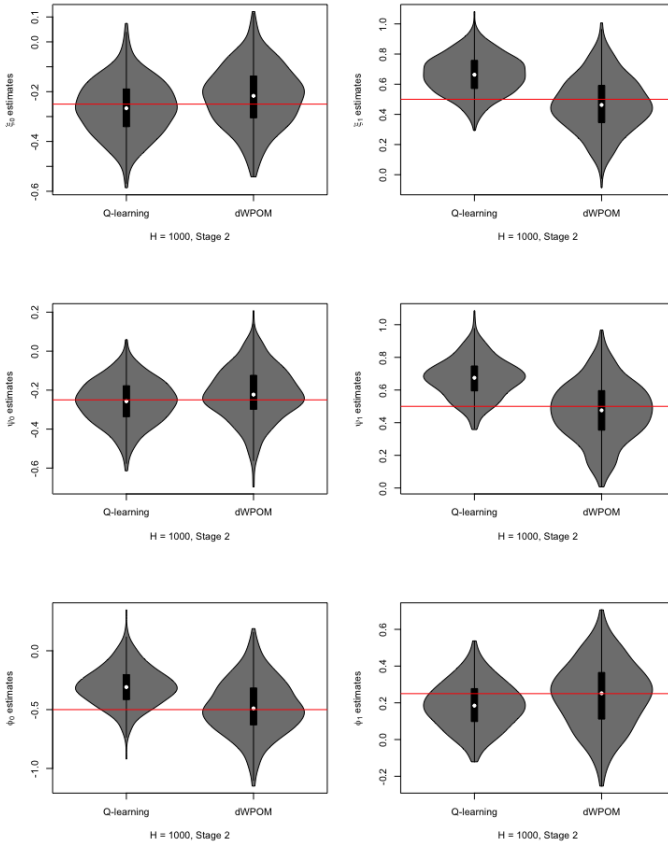 ξ0 estimates
0.1
0.0
-0.2
-0.4
-0.6
Q-learning dWPOM
H = 1000, Stage 2
ξ1 estimates
1.0
0.8
0.6
0.4
0.2
0.0
Q-learning dWPOM
H = 1000, Stage 2
ψ0 estimates
0.2
0.0
-0.2
-0.4
-0.6
Q-learning dWPOM
H = 1000, Stage 2
ψ1 estimates
1.0
0.8
0.6
0.4
0.2
0.0
Q-learning dWPOM
H = 1000, Stage 2
ϕ0 estimates
0.0
-0.5
-1.0
Q-learning dWPOM
H = 1000, Stage 2
ϕ1 estimates
0.6
0.4
0.2
0.0
-0.2
Q-learning dWPOM
H = 1000, Stage 2